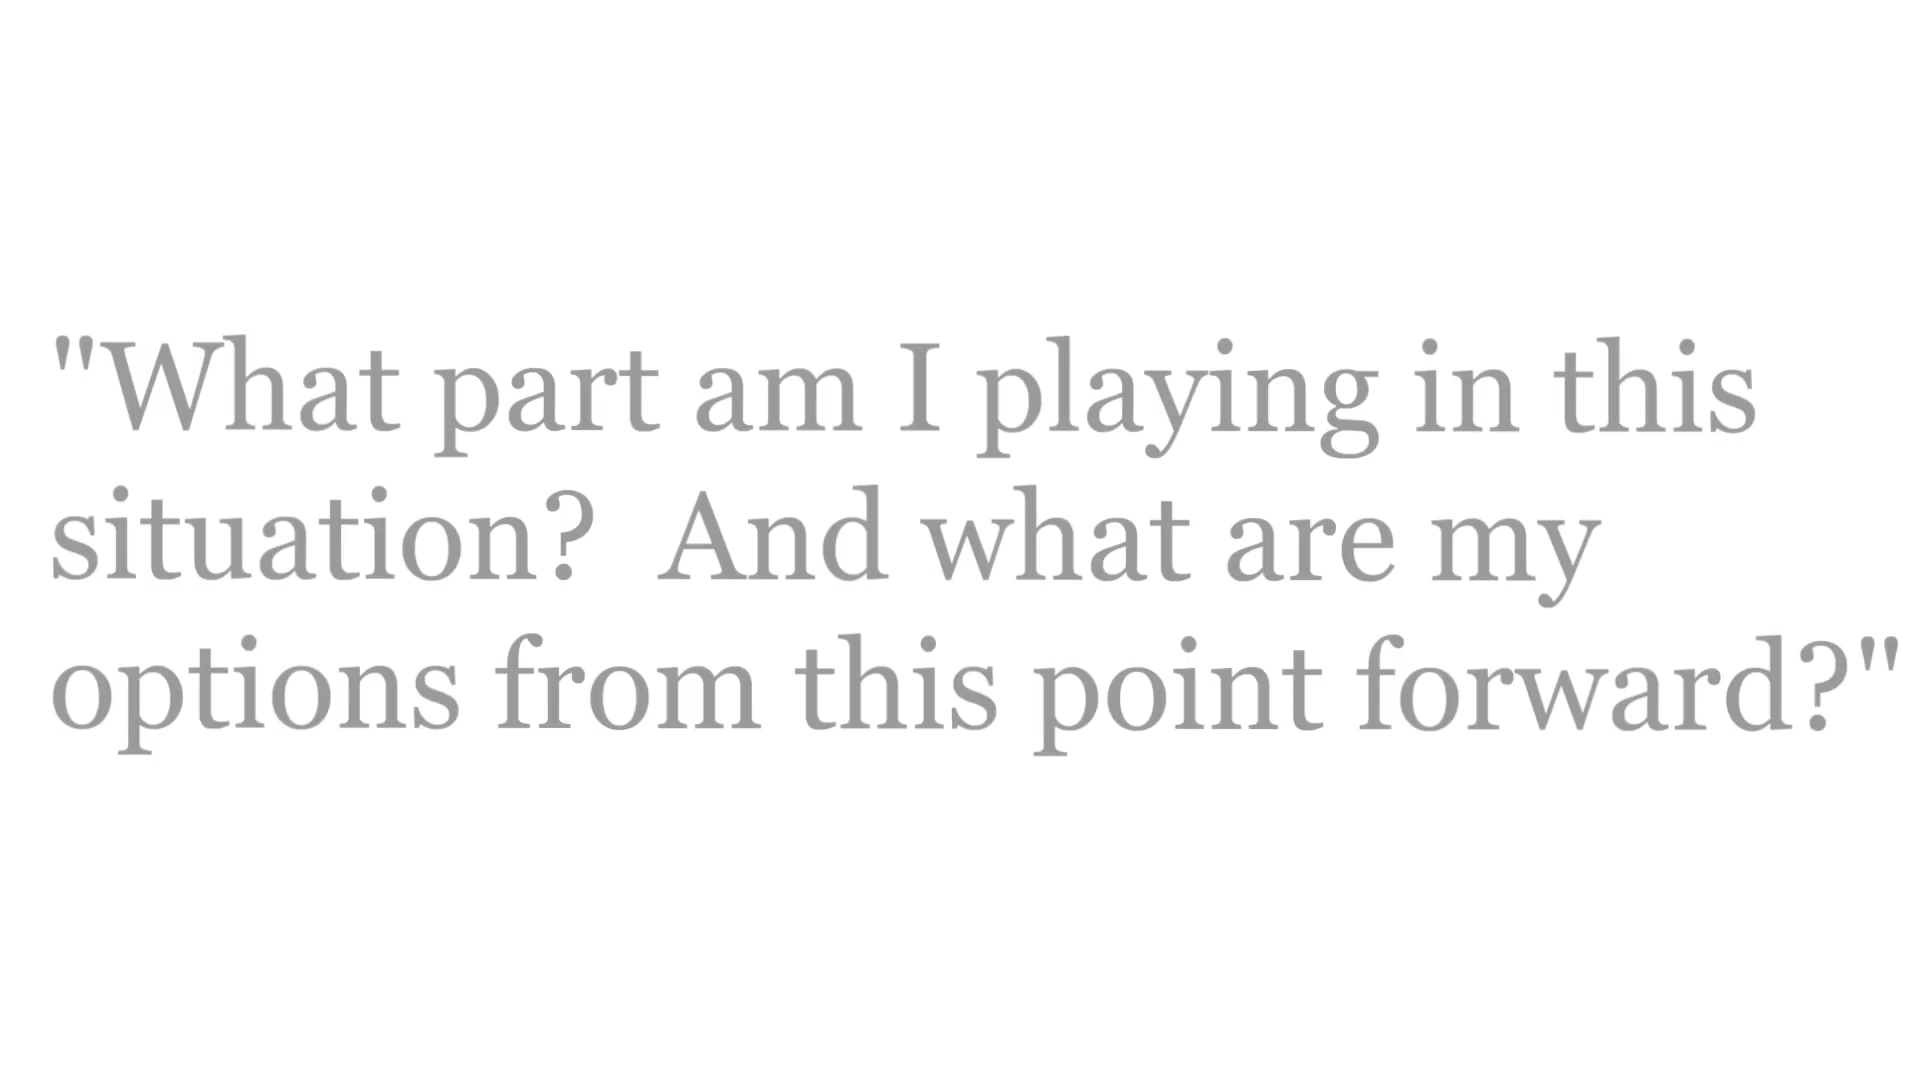 "What part am I playing in this
situation?  And what are my
options from this point forward?"